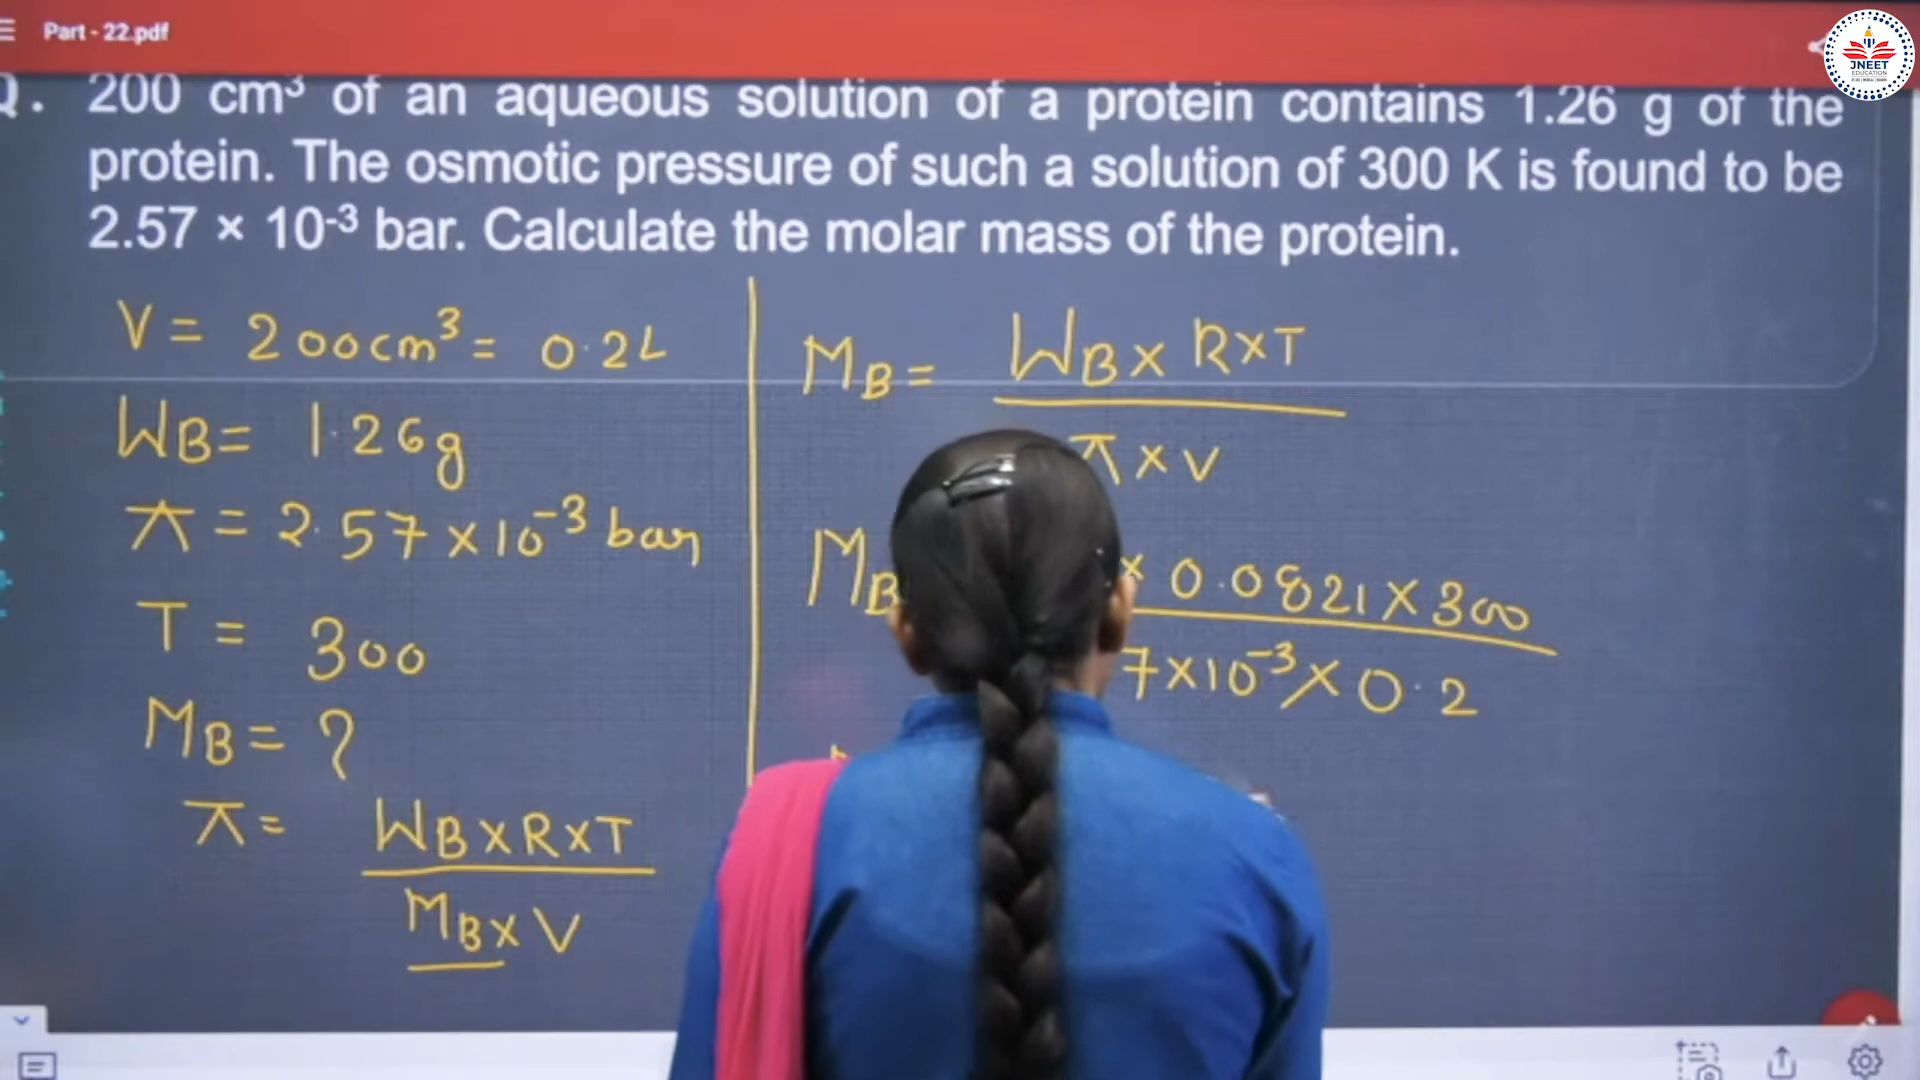 Part - 22.pdf
JNEET
EDUCATION
Q. 200 cm³ of an aqueous solution of a protein contains 1.26 g of the
protein. The osmotic pressure of such a solution of 300 K is found to be
2.57 × 10⁻³ bar. Calculate the molar mass of the protein.
V = 200cm³ = 0.2L
WB = 1.26g
π = 2.57 × 10⁻³ bar
T = 300
MB = ?
π = WB × R × T
MB × V
MB = WB × R × T
π × V
MB × 0.0821 × 300
7 × 10⁻³ × 0.2